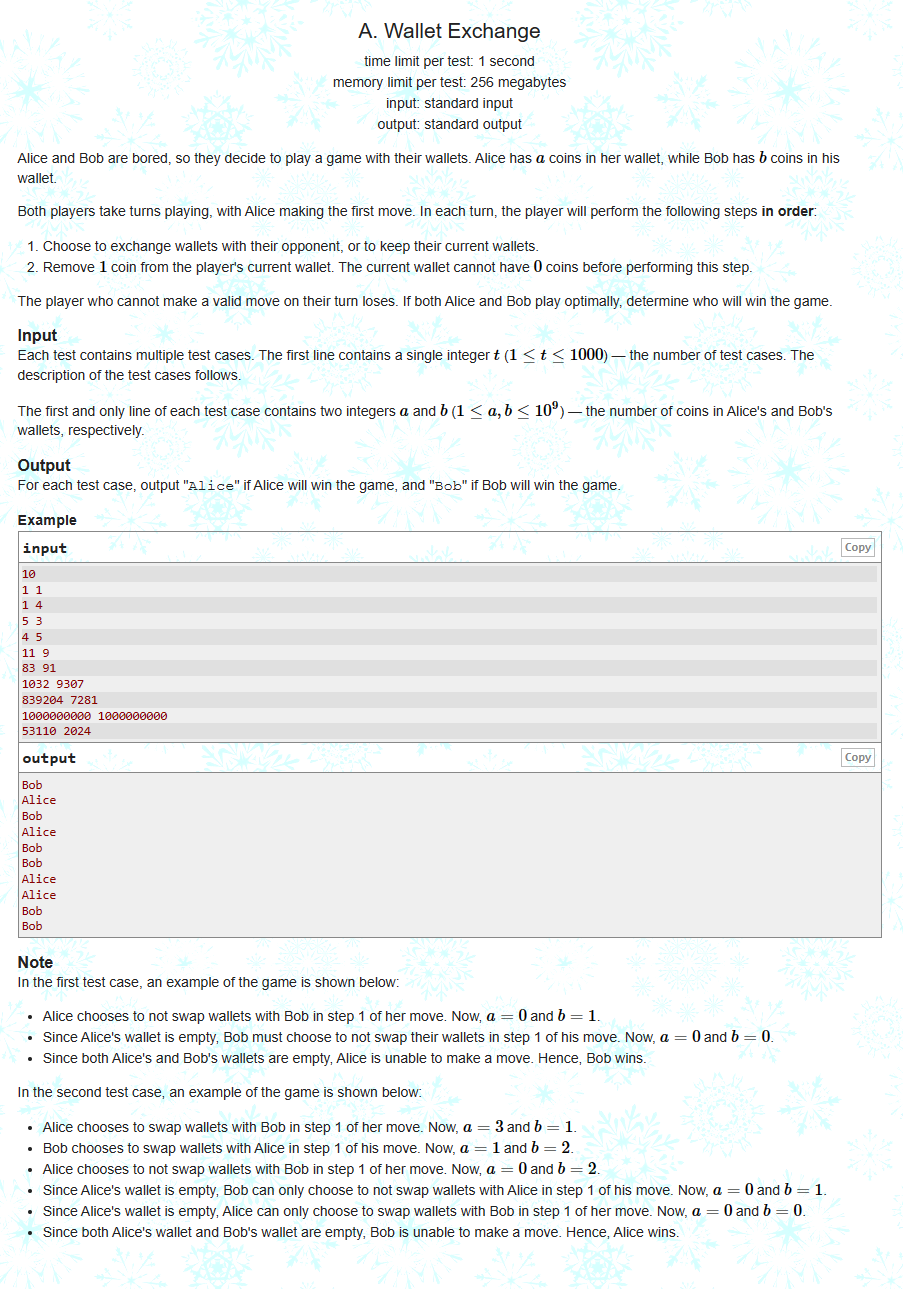 A. Wallet Exchange
time limit per test: 1 second
memory limit per test: 256 megabytes
input: standard input
output: standard output
Alice and Bob are bored, so they decide to play a game with their wallets. Alice has a coins in her wallet, while Bob has b coins in his
wallet.
Both players take turns playing, with Alice making the first move. In each turn, the player will perform the following steps in order:
1. Choose to exchange wallets with their opponent, or to keep their current wallets.
2. Remove 1 coin from the player's current wallet. The current wallet cannot have 0 coins before performing this step.
The player who cannot make a valid move on their turn loses. If both Alice and Bob play optimally, determine who will win the game.
Input
Each test contains multiple test cases. The first line contains a single integer t (1 ≤ t ≤ 1000) — the number of test cases. The
description of the test cases follows.
The first and only line of each test case contains two integers a and b (1 ≤ a, b ≤ 10⁹) — the number of coins in Alice's and Bob's
wallets, respectively.
Output
For each test case, output "Alice" if Alice will win the game, and "Bob" if Bob will win the game.
Example
input
Copy
10
1 1
1 4
5 3
4 5
11 9
83 91
1032 9307
839204 7281
1000000000 1000000000
53110 2024
output
Copy
Bob
Alice
Bob
Alice
Bob
Bob
Alice
Alice
Bob
Bob
Note
In the first test case, an example of the game is shown below:
• Alice chooses to not swap wallets with Bob in step 1 of her move. Now, a = 0 and b = 1.
• Since Alice's wallet is empty, Bob must choose to not swap their wallets in step 1 of his move. Now, a = 0 and b = 0.
• Since both Alice's and Bob's wallets are empty, Alice is unable to make a move. Hence, Bob wins.
In the second test case, an example of the game is shown below:
• Alice chooses to swap wallets with Bob in step 1 of her move. Now, a = 3 and b = 1.
• Bob chooses to swap wallets with Alice in step 1 of his move. Now, a = 1 and b = 2.
• Alice chooses to not swap wallets with Bob in step 1 of her move. Now, a = 0 and b = 2.
• Since Alice's wallet is empty, Bob can only choose to not swap wallets with Alice in step 1 of his move. Now, a = 0 and b = 1.
• Since Alice's wallet is empty, Alice can only choose to swap wallets with Bob in step 1 of her move. Now, a = 0 and b = 0.
• Since both Alice's wallet and Bob's wallet are empty, Bob is unable to make a move. Hence, Alice wins.